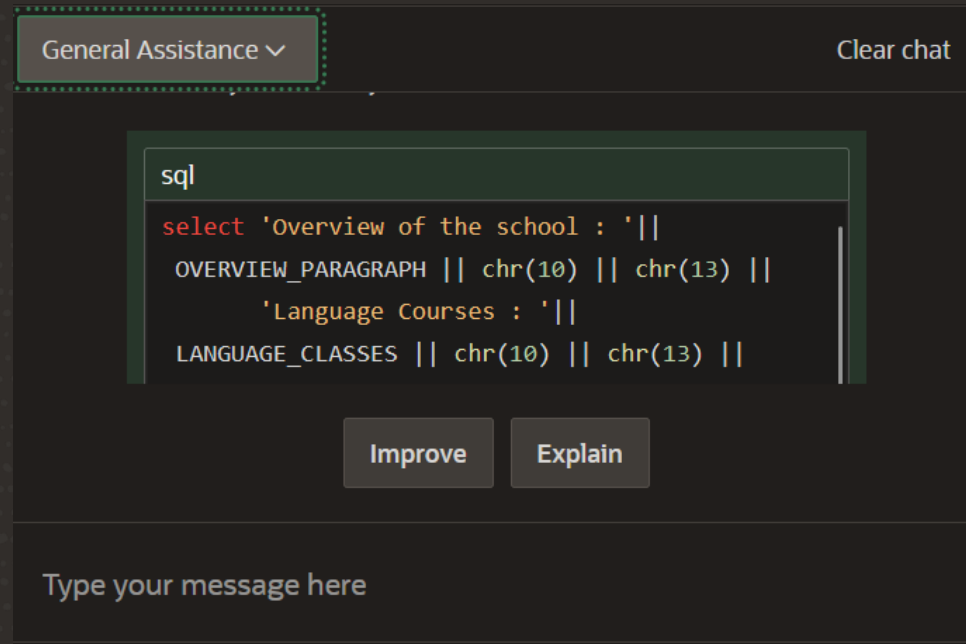 General Assistance
Clear chat
sql
select 'Overview of the school : '||
OVERVIEW_PARAGRAPH || chr(10) || chr(13) ||
'Language Courses : '||
LANGUAGE_CLASSES || chr(10) || chr(13) ||
Improve
Explain
Type your message here